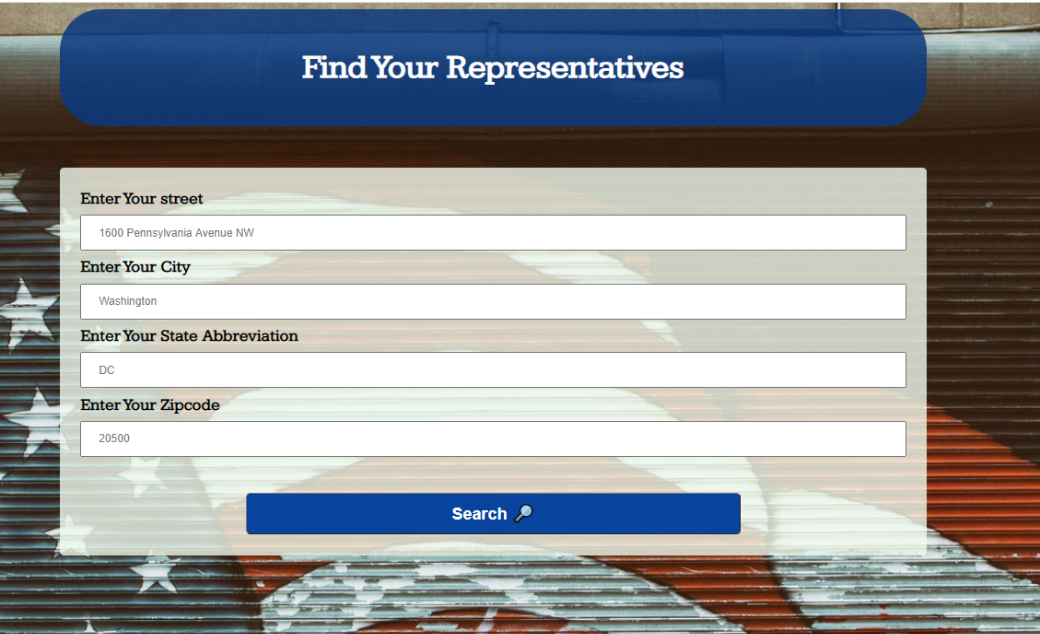 Find Your Representatives
Enter Your street
1600 Pennsylvania Avenue NW
Enter Your City
Washington
Enter Your State Abbreviation
DC
Enter Your Zipcode
20500
Search